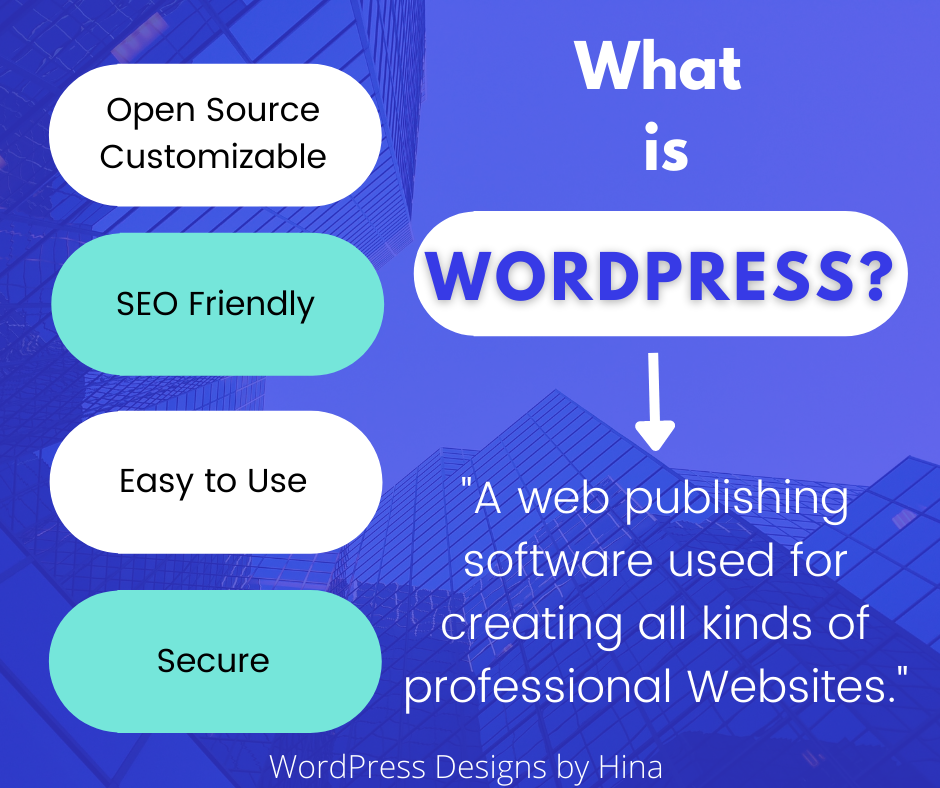 Open Source
Customizable
SEO Friendly
Easy to Use
Secure
What
is
WORDPRESS?
"A web publishing
software used for
creating all kinds of
professional Websites."
WordPress Designs by Hina